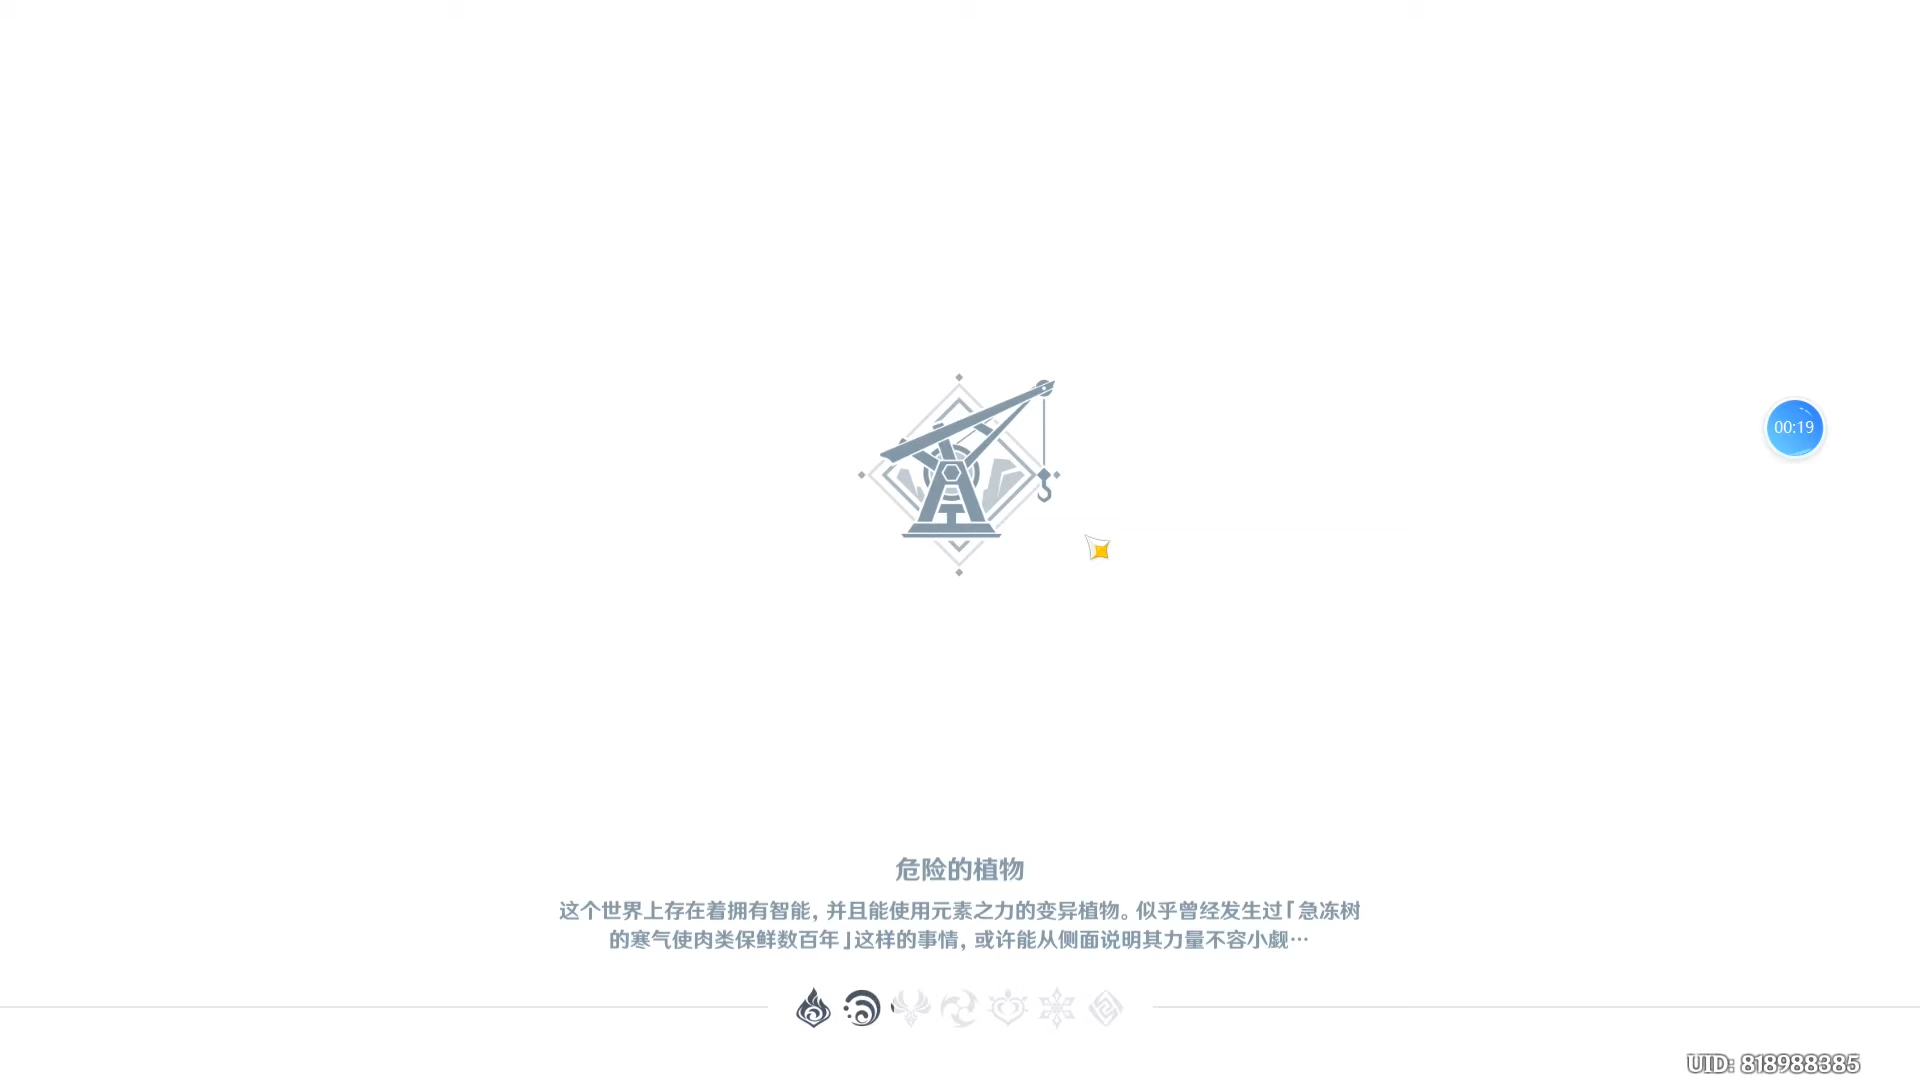 00:19
危险的植物
这个世界上存在着拥有智能，并且能使用元素之力的变异植物。似乎曾经发生过「急冻树
的寒气使肉类保鲜数百年」这样的事情，或许能从侧面说明其力量不容小觑…
UID: 818988385